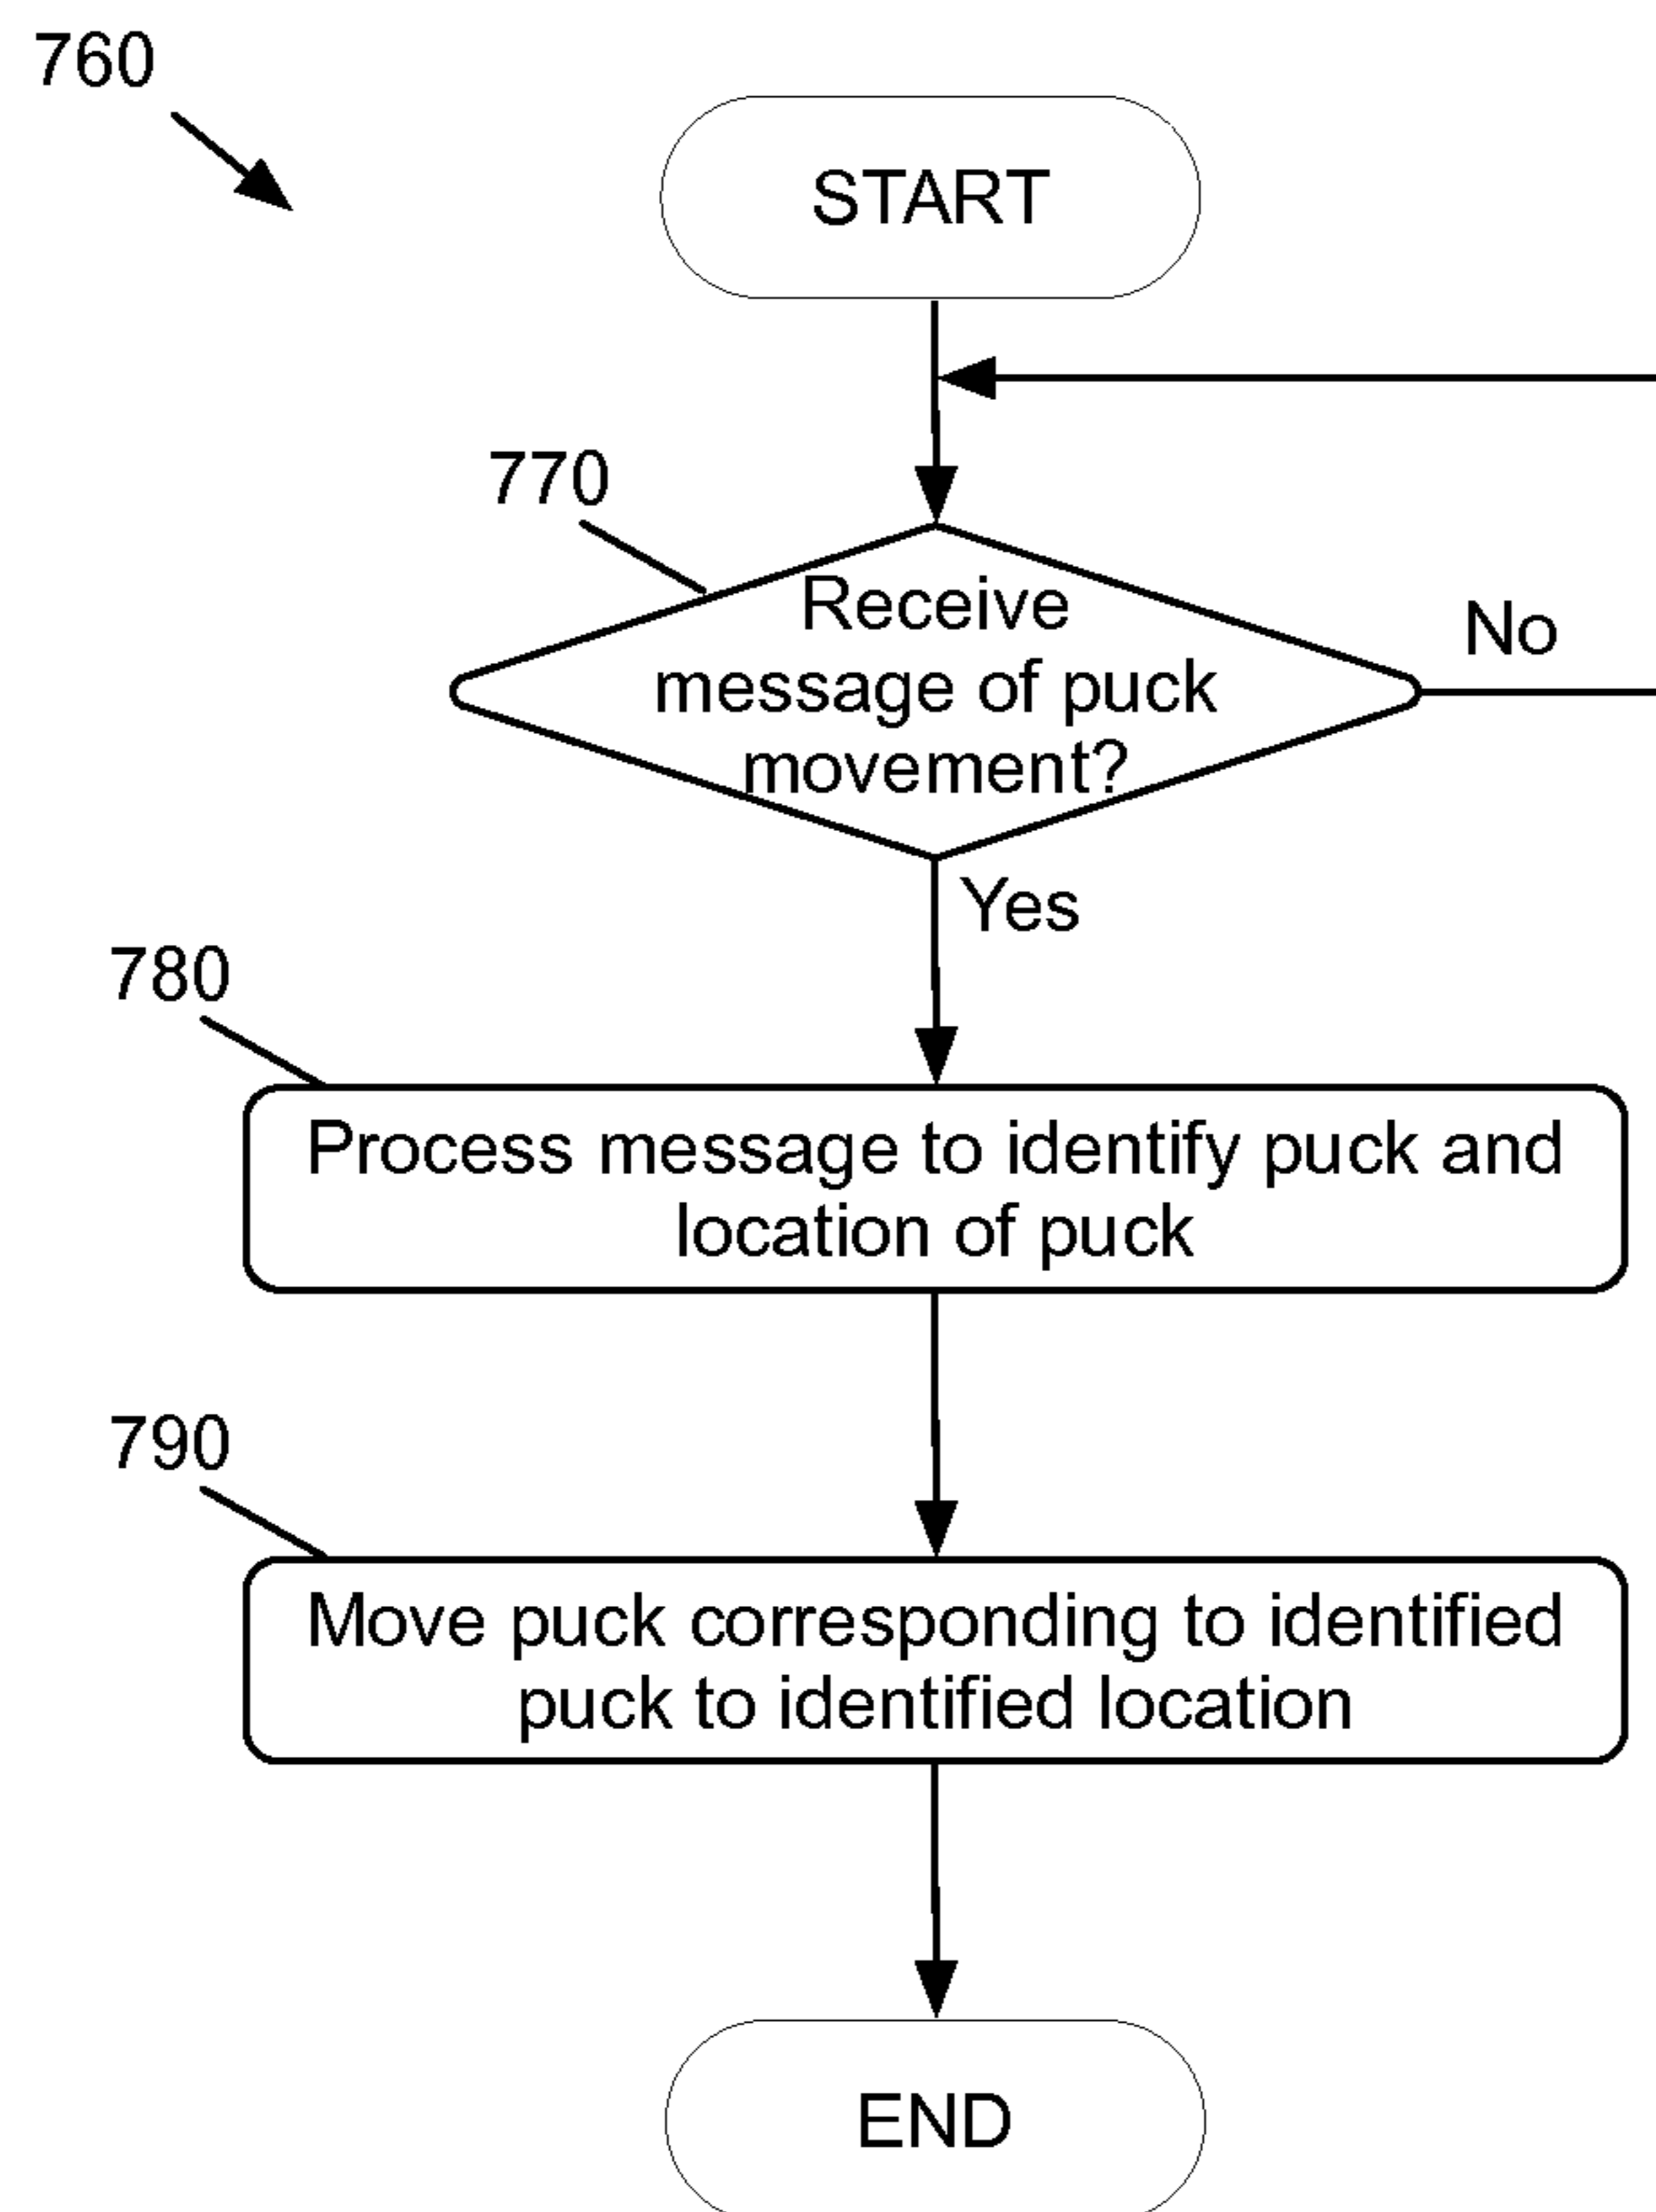 760
START
770
Receive
message of puck
movement?
No
Yes
780
Process message to identify puck and
location of puck
790
Move puck corresponding to identified
puck to identified location
END